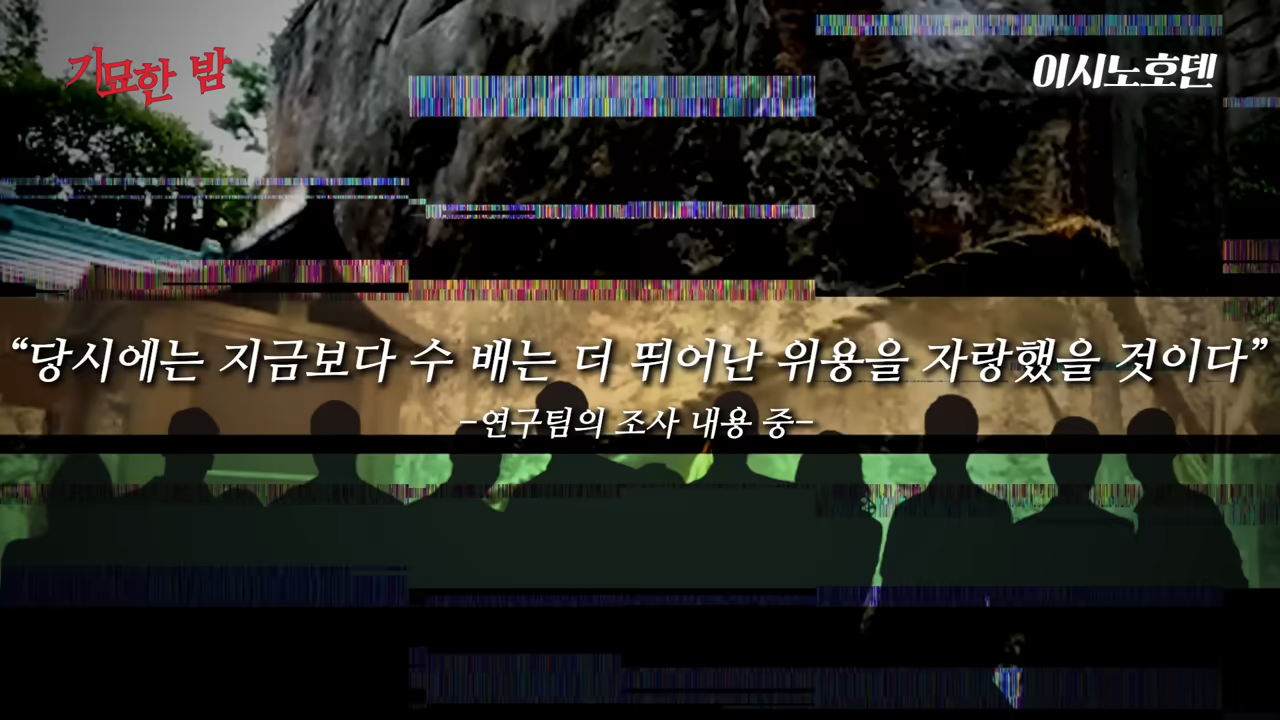 기묘한 밤
이시노호덴
“당시에는 지금보다 수 배는 더 뛰어난 위용을 자랑했을 것이다”
-연구팀의 조사 내용 중-